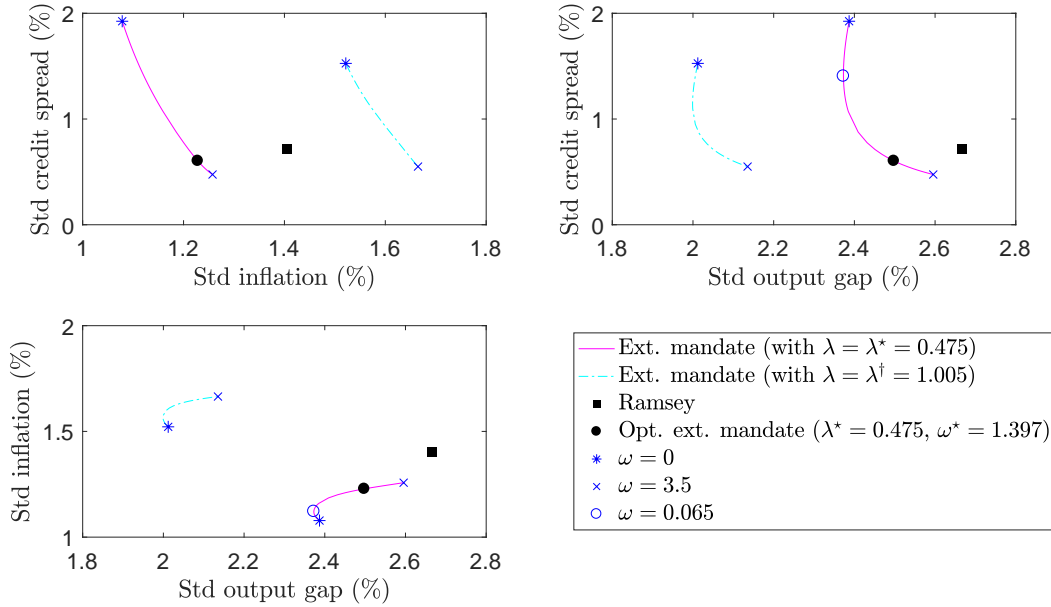 2
1
0
Std credit spread (%)
1
1.2
1.4
1.6
1.8
Std inflation (%)
2
1
0
Std credit spread (%)
1.8
2
2.2
2.4
2.6
2.8
Std output gap (%)
2
1.5
1
Std inflation (%)
1.8
2
2.2
2.4
2.6
2.8
Std output gap (%)
Ext. mandate (with λ = λ⋆ = 0.475)
Ext. mandate (with λ = λ† = 1.005)
Ramsey
Opt. ext. mandate (λ⋆ = 0.475, ω⋆ = 1.397)
ω = 0
ω = 3.5
ω = 0.065